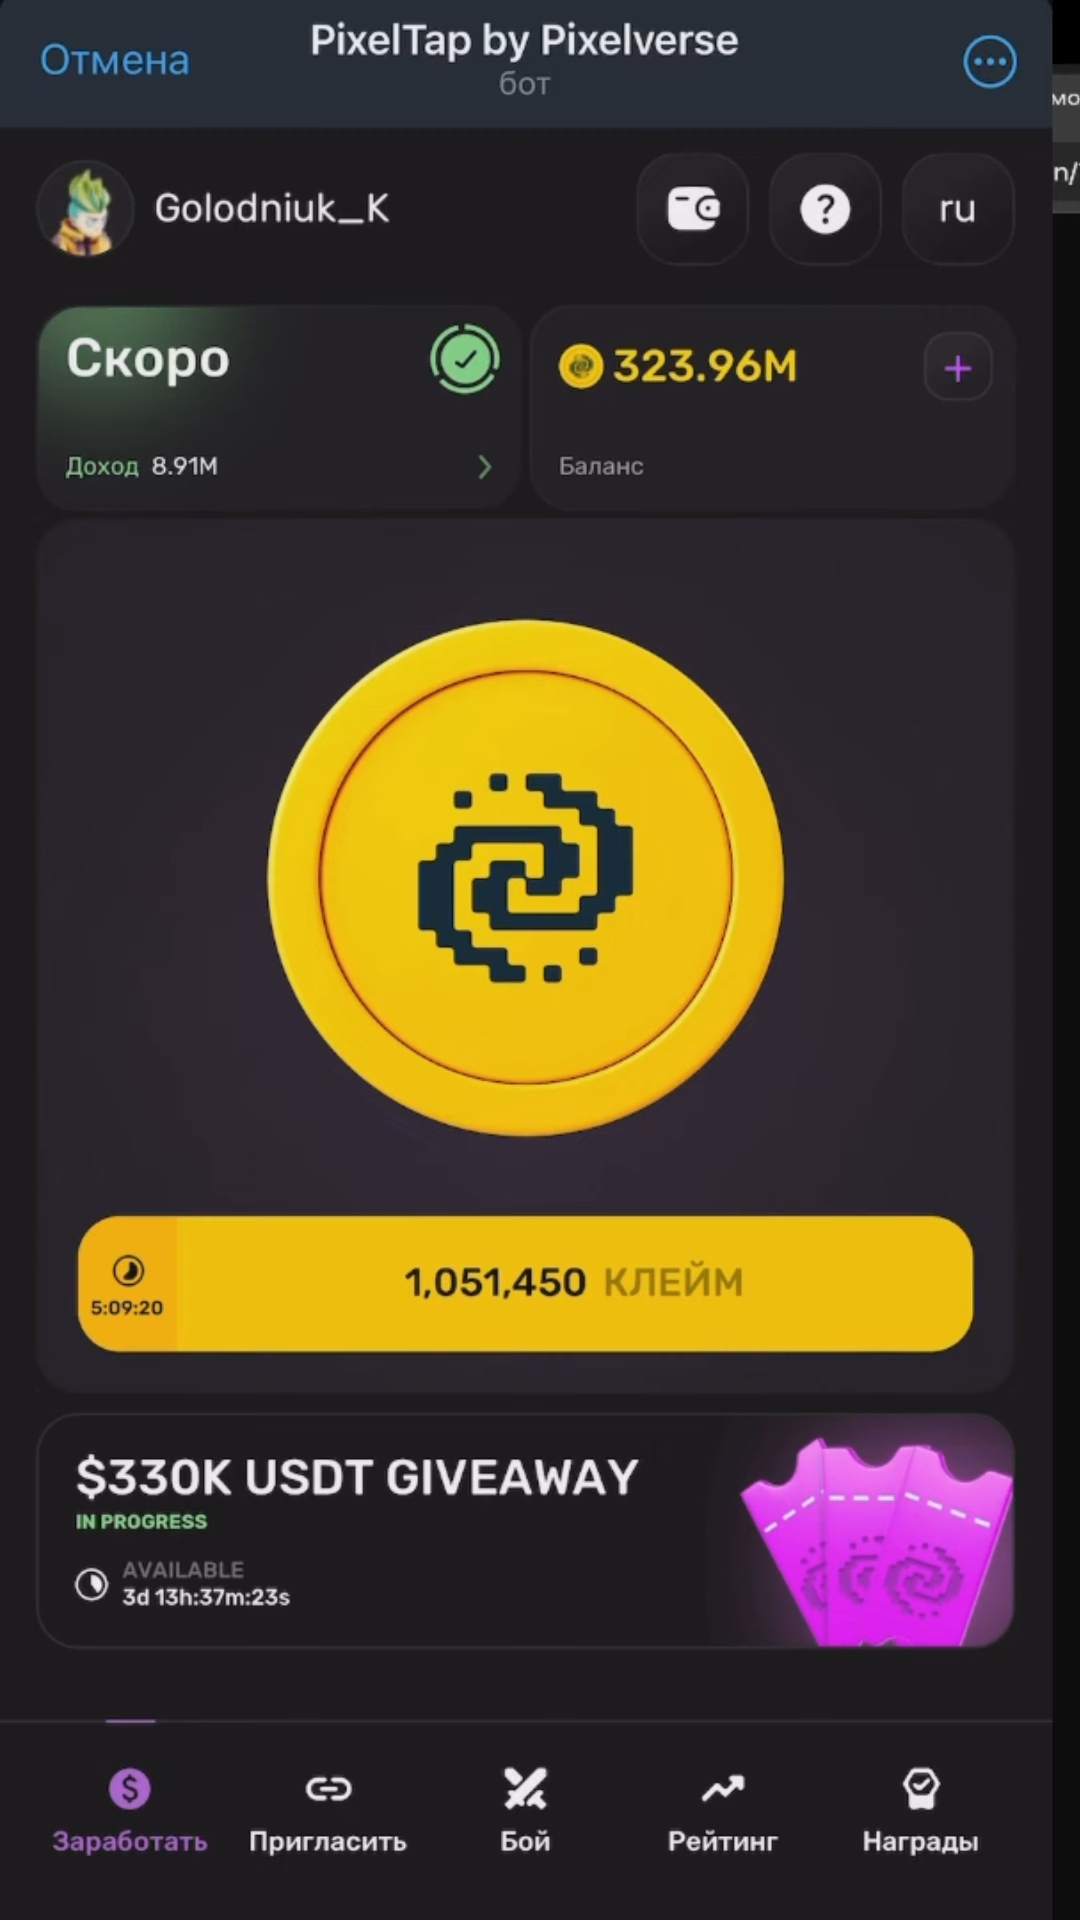 Отмена
PixelTap by Pixelverse
бот
Golodniuk_K
ru
Скоро
Доход 8.91M
323.96M
Баланс
5:09:20
1,051,450 КЛЕЙМ
$330K USDT GIVEAWAY
IN PROGRESS
AVAILABLE
3d 13h:37m:23s
Заработать
Пригласить
Бой
Рейтинг
Награды